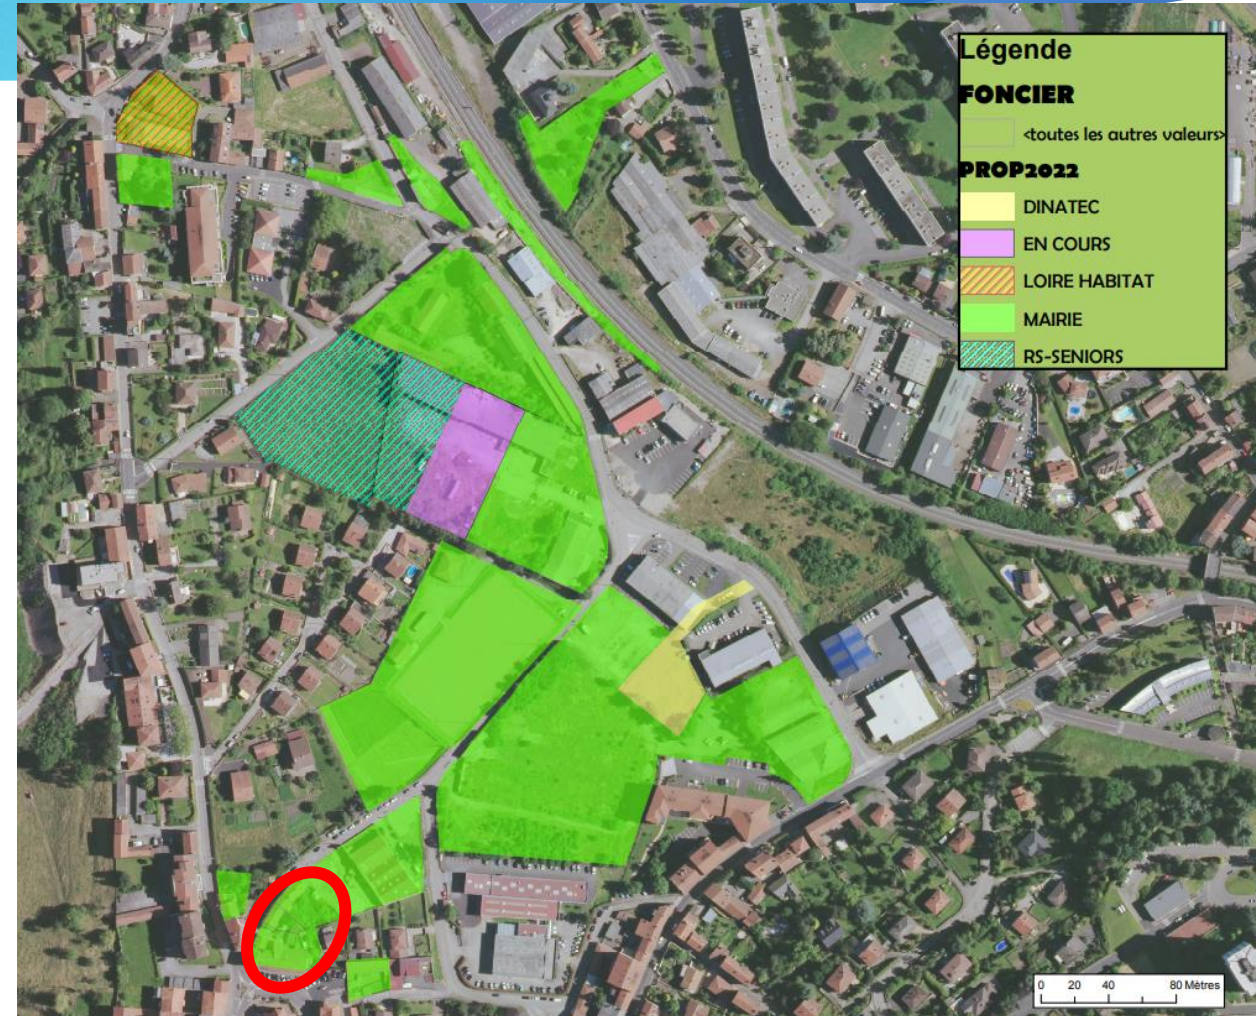 Légende
FONCIER
<toutes les autres valeurs>
PROP2022
DINATEC
EN COURS
LOIRE HABITAT
MAIRIE
RS-SENIORS
0 20 40 80 Mètres